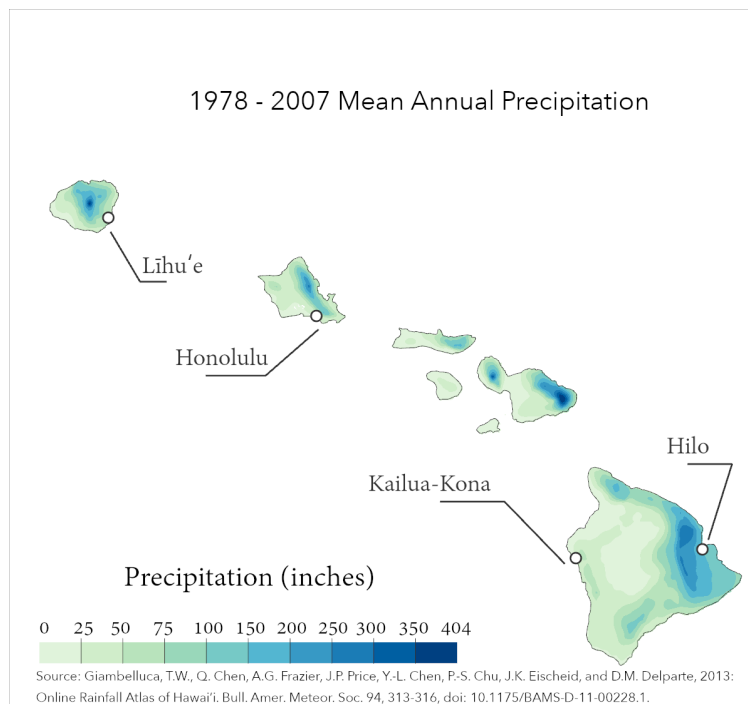 1978 - 2007 Mean Annual Precipitation
Līhuʻe
Honolulu
Hilo
Kailua-Kona
Precipitation (inches)
0 25 50 75 100 150 200 250 300 350 404
Source: Giambelluca, T.W., Q. Chen, A.G. Frazier, J.P. Price, Y.-L. Chen, P.-S. Chu, J.K. Eischeid, and D.M. Delparte, 2013:
Online Rainfall Atlas of Hawai‘i. Bull. Amer. Meteor. Soc. 94, 313-316, doi: 10.1175/BAMS-D-11-00228.1.